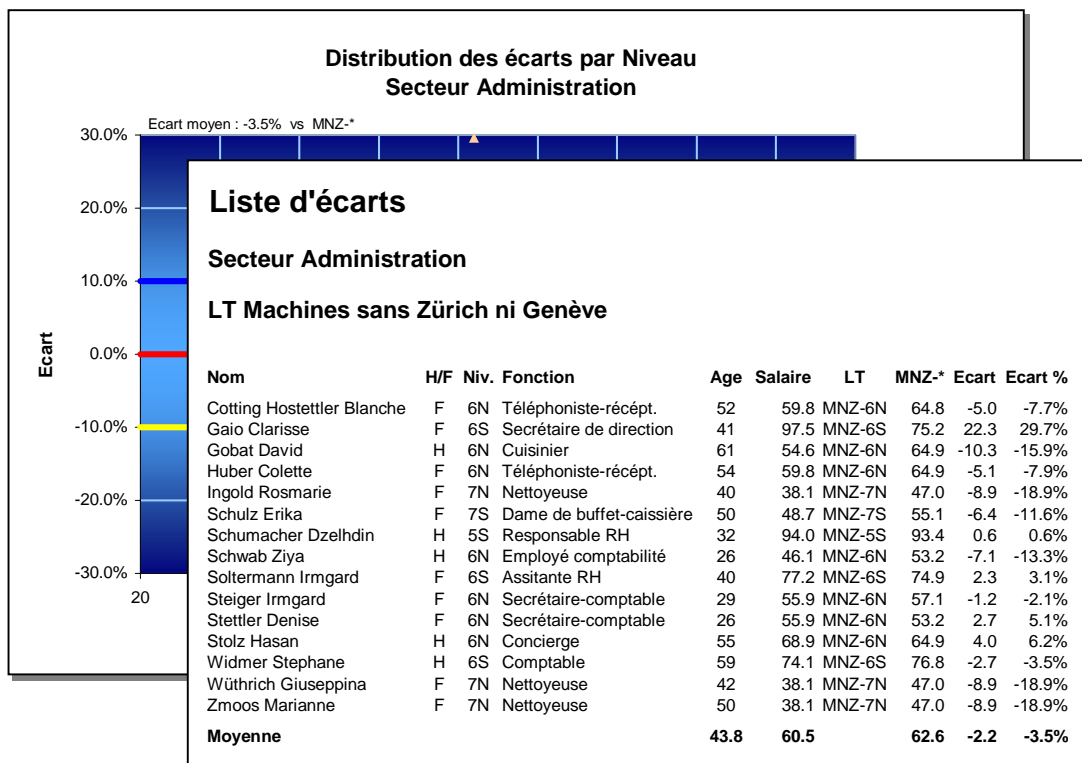 Distribution des écarts par Niveau
Secteur Administration
Ecart moyen : -3.5% vs MNZ-*
30.0%
20.0%
10.0%
0.0%
-10.0%
-20.0%
-30.0%
20
Ecart
Liste d'écarts
Secteur Administration
LT Machines sans Zürich ni Genève
Nom H/F Niv. Fonction Age Salaire LT MNZ-* Ecart Ecart %
Cotting Hostettler Blanche F 6N Téléphoniste-récépt. 52 59.8 MNZ-6N 64.8 -5.0 -7.7%
Gaio Clarisse F 6S Secrétaire de direction 41 97.5 MNZ-6S 75.2 22.3 29.7%
Gobat David H 6N Cuisinier 61 54.6 MNZ-6N 64.9 -10.3 -15.9%
Huber Colette F 6N Téléphoniste-récépt. 54 59.8 MNZ-6N 64.9 -5.1 -7.9%
Ingold Rosmarie F 7N Nettoyeuse 40 38.1 MNZ-7N 47.0 -8.9 -18.9%
Schulz Erika F 7S Dame de buffet-caissière 50 48.7 MNZ-7S 55.1 -6.4 -11.6%
Schumacher Dzelhdin H 5S Responsable RH 32 94.0 MNZ-5S 93.4 0.6 0.6%
Schwab Ziya H 6N Employé comptabilité 26 46.1 MNZ-6N 53.2 -7.1 -13.3%
Soltermann Irmgard F 6S Assitante RH 40 77.2 MNZ-6S 74.9 2.3 3.1%
Steiger Irmgard F 6N Secrétaire-comptable 29 55.9 MNZ-6N 57.1 -1.2 -2.1%
Stettler Denise F 6N Secrétaire-comptable 26 55.9 MNZ-6N 53.2 2.7 5.1%
Stolz Hasan H 6N Concierge 55 68.9 MNZ-6N 64.9 4.0 6.2%
Widmer Stephane H 6S Comptable 59 74.1 MNZ-6S 76.8 -2.7 -3.5%
Wüthrich Giuseppina F 7N Nettoyeuse 42 38.1 MNZ-7N 47.0 -8.9 -18.9%
Zmoos Marianne F 7N Nettoyeuse 50 38.1 MNZ-7N 47.0 -8.9 -18.9%
Moyenne 43.8 60.5 62.6 -2.2 -3.5%